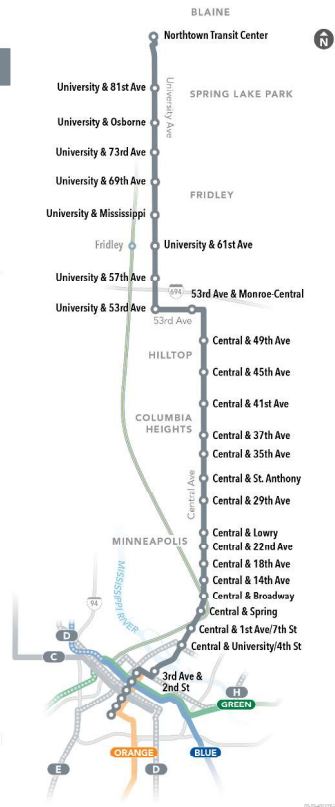 BLAINE
Northtown Transit Center
N
University & 81st Ave
University Ave
SPRING LAKE PARK
University & Osborne
University & 73rd Ave
University & 69th Ave
FRIDLEY
University & Mississippi
Fridley
University & 61st Ave
University & 57th Ave
694
53rd Ave & Monroe-Central
University & 53rd Ave
53rd Ave
Central & 49th Ave
HILLTOP
Central & 45th Ave
Central & 41st Ave
COLUMBIA
HEIGHTS
Central & 37th Ave
Central & 35th Ave
Central & St. Anthony
Central Ave
Central & 29th Ave
Central & Lowry
MINNEAPOLIS
Central & 22nd Ave
Central & 18th Ave
Central & 14th Ave
MISSISSIPPI RIVER
94
Central & Broadway
Central & Spring
Central & 1st Ave/7th St
D
Central & University/4th St
C
3rd Ave &
2nd St
H
GREEN
ORANGE
BLUE
E
D